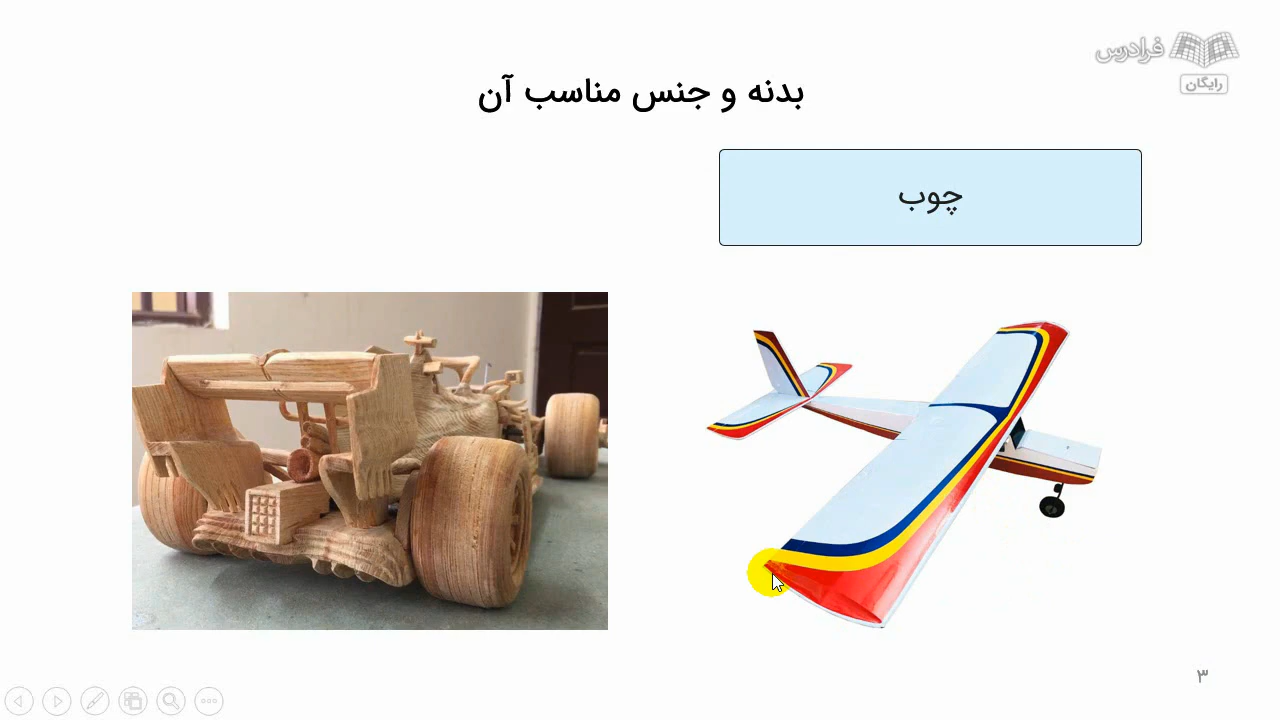 فرادرس
رایگان
بدنه و جنس مناسب آن
چوب
۳